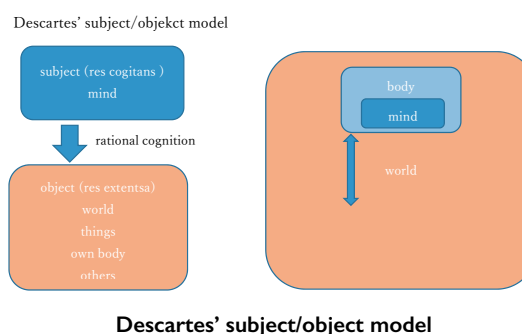 Descartes' subject/objekct model
subject (res cogitans )
mind
rational cognition
object (res extentsa)
world
things
own body
others
body
mind
world
Descartes' subject/object model